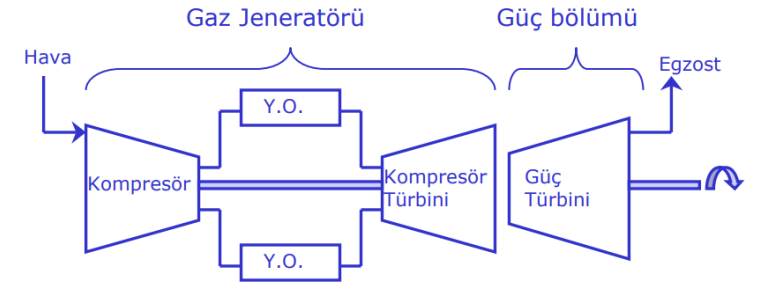 Gaz Jeneratörü
Güç bölümü
Hava
Egzost
Y.O.
Kompresör
Kompresör
Türbini
Güç
Türbini
Y.O.